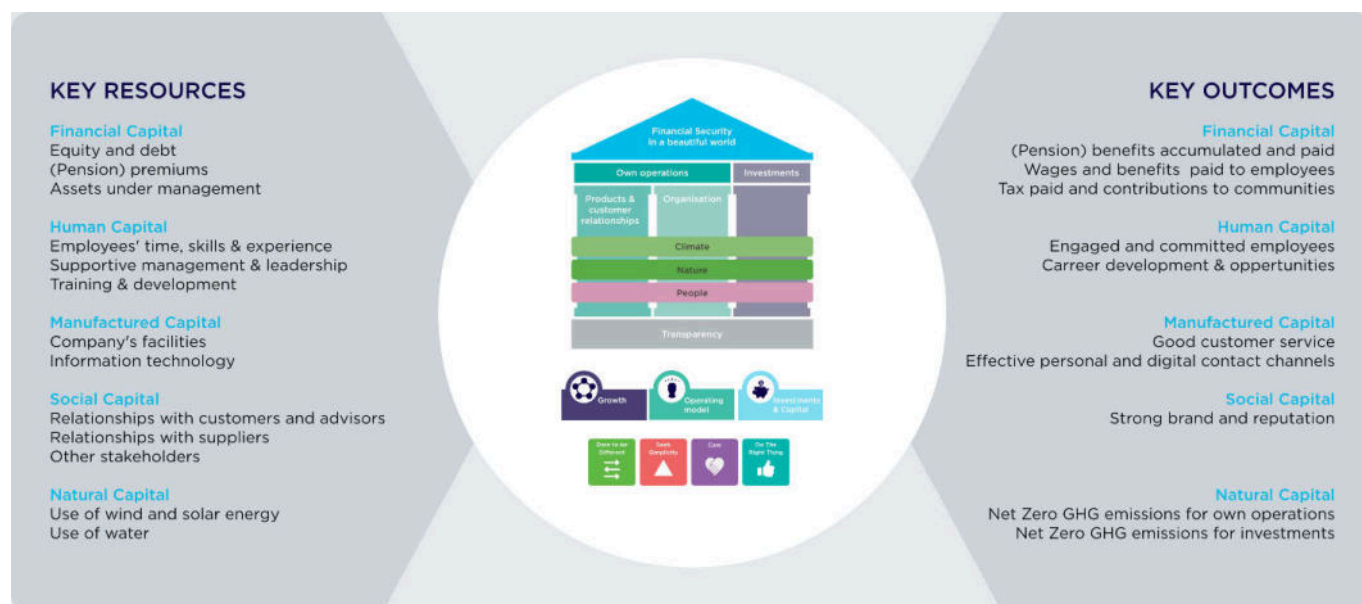 KEY RESOURCES
Financial Capital
Equity and debt
(Pension) premiums
Assets under management
Human Capital
Employees' time, skills & experience
Supportive management & leadership
Training & development
Manufactured Capital
Company's facilities
Information technology
Social Capital
Relationships with customers and advisors
Relationships with suppliers
Other stakeholders
Natural Capital
Use of wind and solar energy
Use of water
Financial Security
in a beautiful world
Own operations
Investments
Products &
customer
relationships
Organisation
Climate
Nature
People
Transparency
Growth
Operating
model
Investments
& Capital
Dare to be
Different
Seek
Simplicity
Care
Do The
Right Thing
KEY OUTCOMES
Financial Capital
(Pension) benefits accumulated and paid
Wages and benefits paid to employees
Tax paid and contributions to communities
Human Capital
Engaged and committed employees
Carreer development & oppertunities
Manufactured Capital
Good customer service
Effective personal and digital contact channels
Social Capital
Strong brand and reputation
Natural Capital
Net Zero GHG emissions for own operations
Net Zero GHG emissions for investments